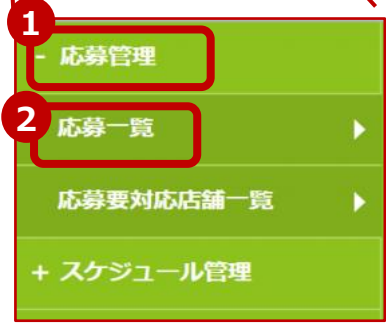 1
- 応募管理
2
応募一覧
応募要対応店舗一覧
+ スケジュール管理